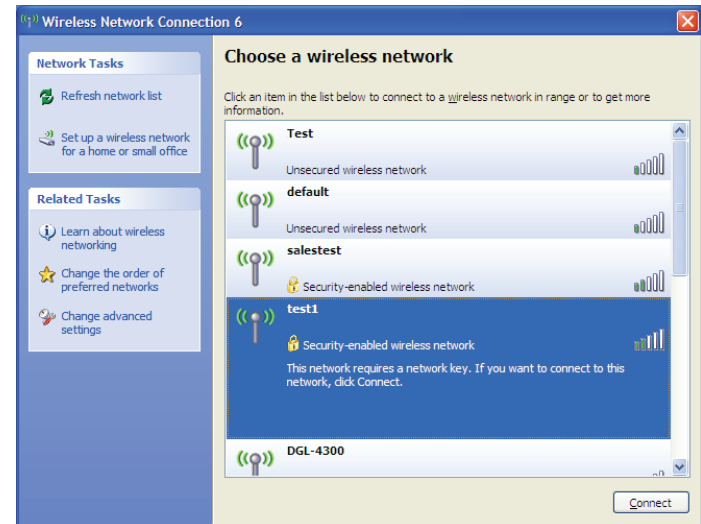 Wireless Network Connection 6
Network Tasks
Refresh network list
Set up a wireless network
for a home or small office
Related Tasks
Learn about wireless
networking
Change the order of
preferred networks
Change advanced
settings
Choose a wireless network
Click an item in the list below to connect to a wireless network in range or to get more
information.
Test
Unsecured wireless network
default
Unsecured wireless network
salestest
Security-enabled wireless network
test1
Security-enabled wireless network
This network requires a network key. If you want to connect to this
network, click Connect.
DGL-4300
Connect